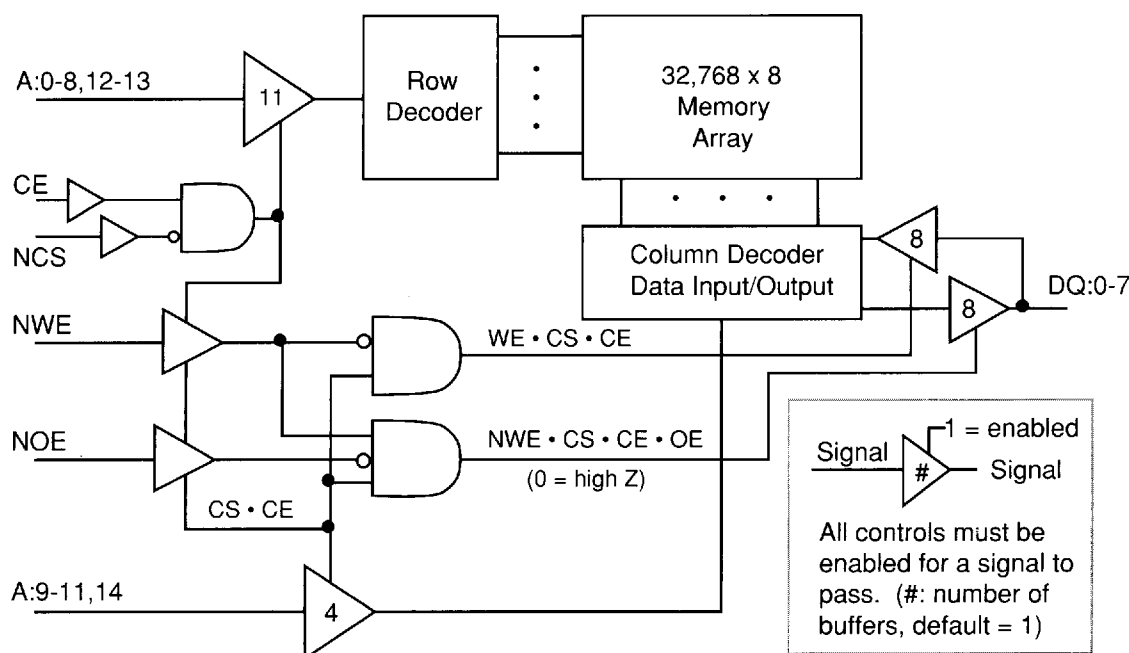 A:0-8,12-13
11
Row
Decoder
32,768 x 8
Memory
Array
CE
NCS
Column Decoder
Data Input/Output
8
8
DQ:0-7
NWE
WE • CS • CE
NOE
NWE • CS • CE • OE
(0 = high Z)
CS • CE
A:9-11,14
4
1 = enabled
Signal
#
Signal
All controls must be
enabled for a signal to
pass. (#: number of
buffers, default = 1)